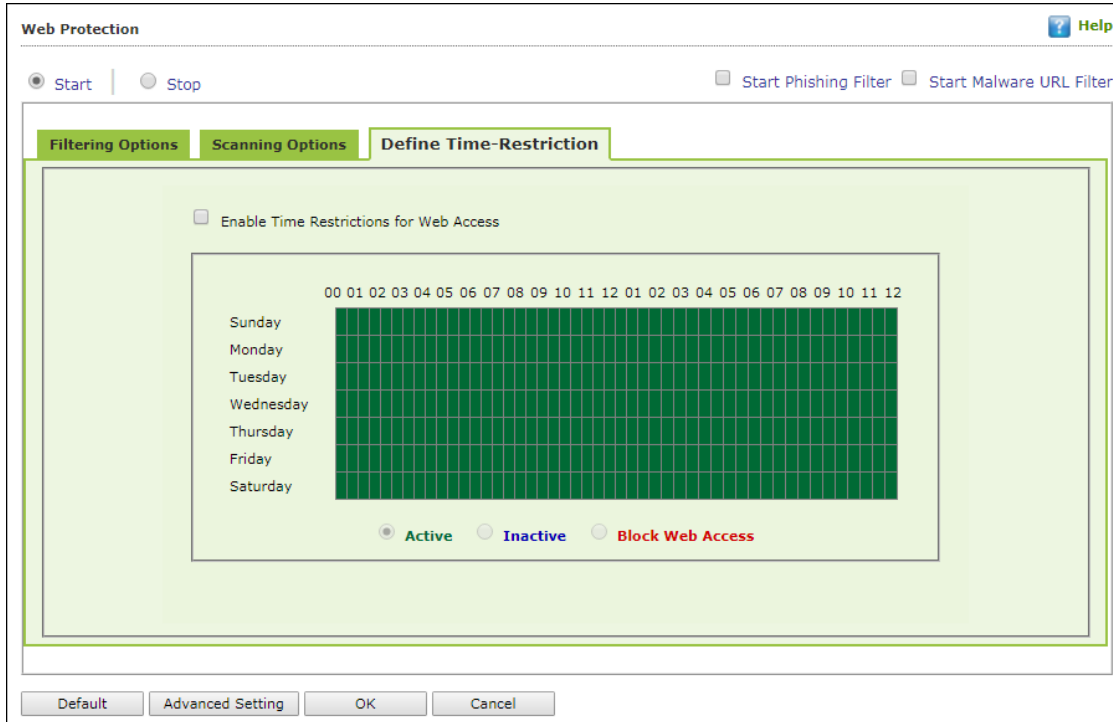 Web Protection
? Help
Start Stop Start Phishing Filter Start Malware URL Filter
Filtering Options Scanning Options Define Time-Restriction
Enable Time Restrictions for Web Access
00 01 02 03 04 05 06 07 08 09 10 11 12 01 02 03 04 05 06 07 08 09 10 11 12
Sunday
Monday
Tuesday
Wednesday
Thursday
Friday
Saturday
Active Inactive Block Web Access
Default Advanced Setting OK Cancel